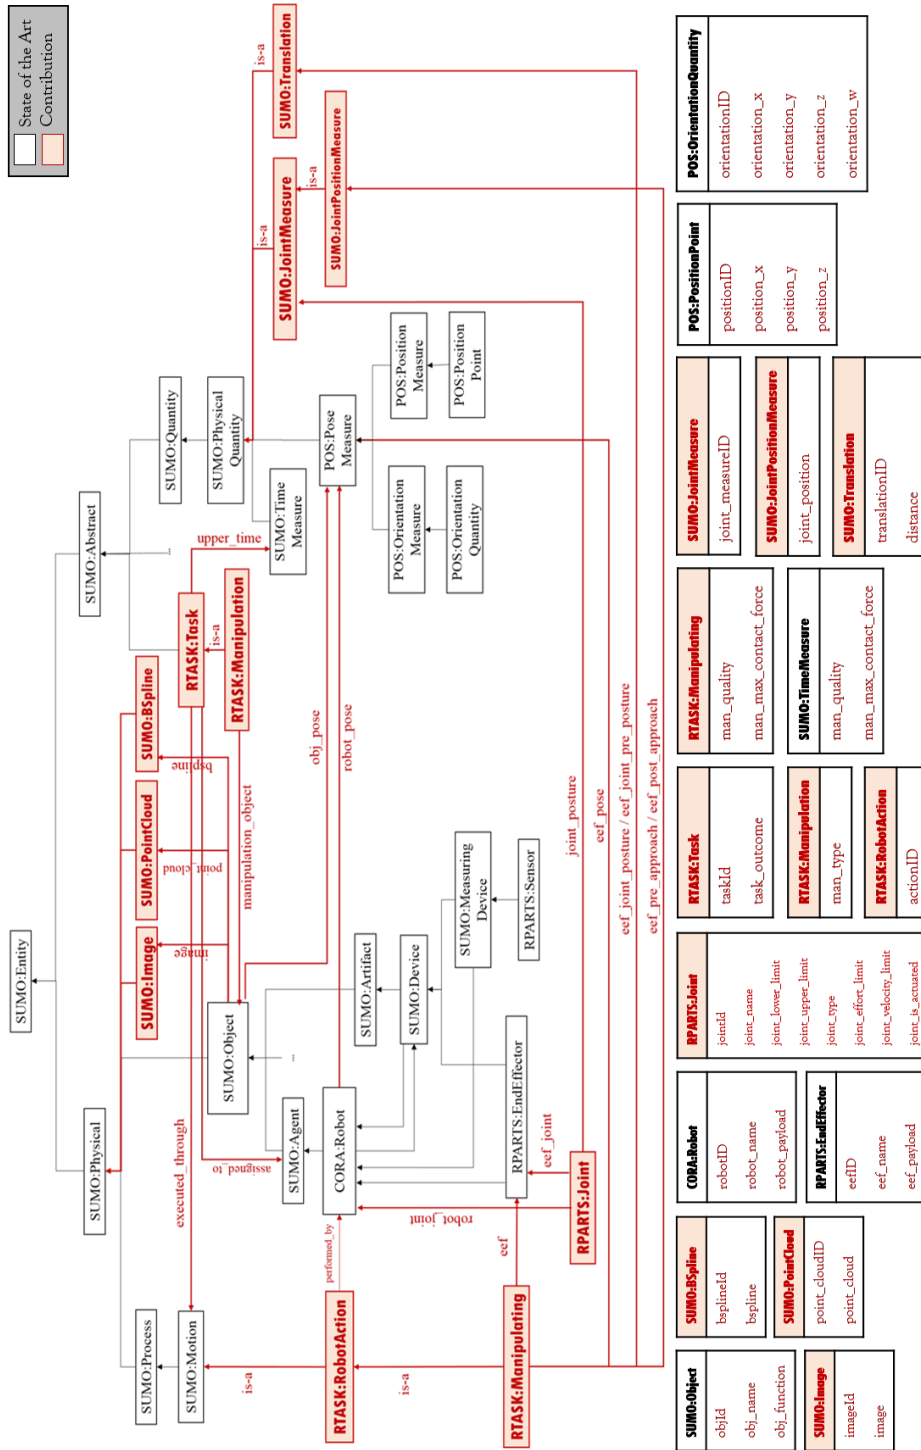 State of the Art
Contribution
SUMO:Entity
SUMO:Physical
SUMO:Abstract
SUMO:Process
SUMO:Motion
executed_through
SUMO:Image
SUMO:PointCloud
SUMO:BSpline
image
point_cloud
bspline
SUMO:Object
...
manipulation_object
RTASK:Task
is-a
RTASK:Manipulation
...
upper_time
SUMO:Quantity
SUMO:Physical
Quantity
SUMO:Time
Measure
is-a
is-a
SUMO:Translation
SUMO:JointMeasure
is-a
SUMO:JointPositionMeasure
SUMO:Agent
assigned_to
SUMO:Artifact
SUMO:Device
SUMO:Measuring
Device
RPARTS:Sensor
obj_pose
robot_pose
POS:Pose
Measure
POS:Orientation
Measure
POS:Orientation
Quantity
POS:Position
Measure
POS:Position
Point
is-a
RTASK:RobotAction
performed_by
CORA:Robot
is-a
RTASK:Manipulating
eef
robot_joint
RPARTS:EndEffector
eef_joint
RPARTS:Joint
joint_posture
eef_pose
eef_joint_posture / eef_joint_pre_posture
eef_pre_approach / eef_post_approach
SUMO:Object
objId
obj_name
obj_function
SUMO:Image
imageId
image
SUMO:BSpline
bsplineId
bspline
SUMO:PointCloud
point_cloudID
point_cloud
CORA:Robot
robotID
robot_name
robot_payload
RPARTS:EndEffector
eefID
eef_name
eef_payload
RPARTS:Joint
jointId
joint_name
joint_lower_limit
joint_upper_limit
joint_type
joint_effort_limit
joint_velocity_limit
joint_is_actuated
RTASK:Task
taskId
task_outcome
RTASK:Manipulation
man_type
RTASK:RobotAction
actionID
RTASK:Manipulating
man_quality
man_max_contact_force
SUMO:TimeMeasure
man_quality
man_max_contact_force
SUMO:JointMeasure
joint_measureID
SUMO:JointPositionMeasure
joint_position
SUMO:Translation
translationID
distance
POS:PositionPoint
positionID
position_x
position_y
position_z
POS:OrientationQuantity
orientationID
orientation_x
orientation_y
orientation_z
orientation_w